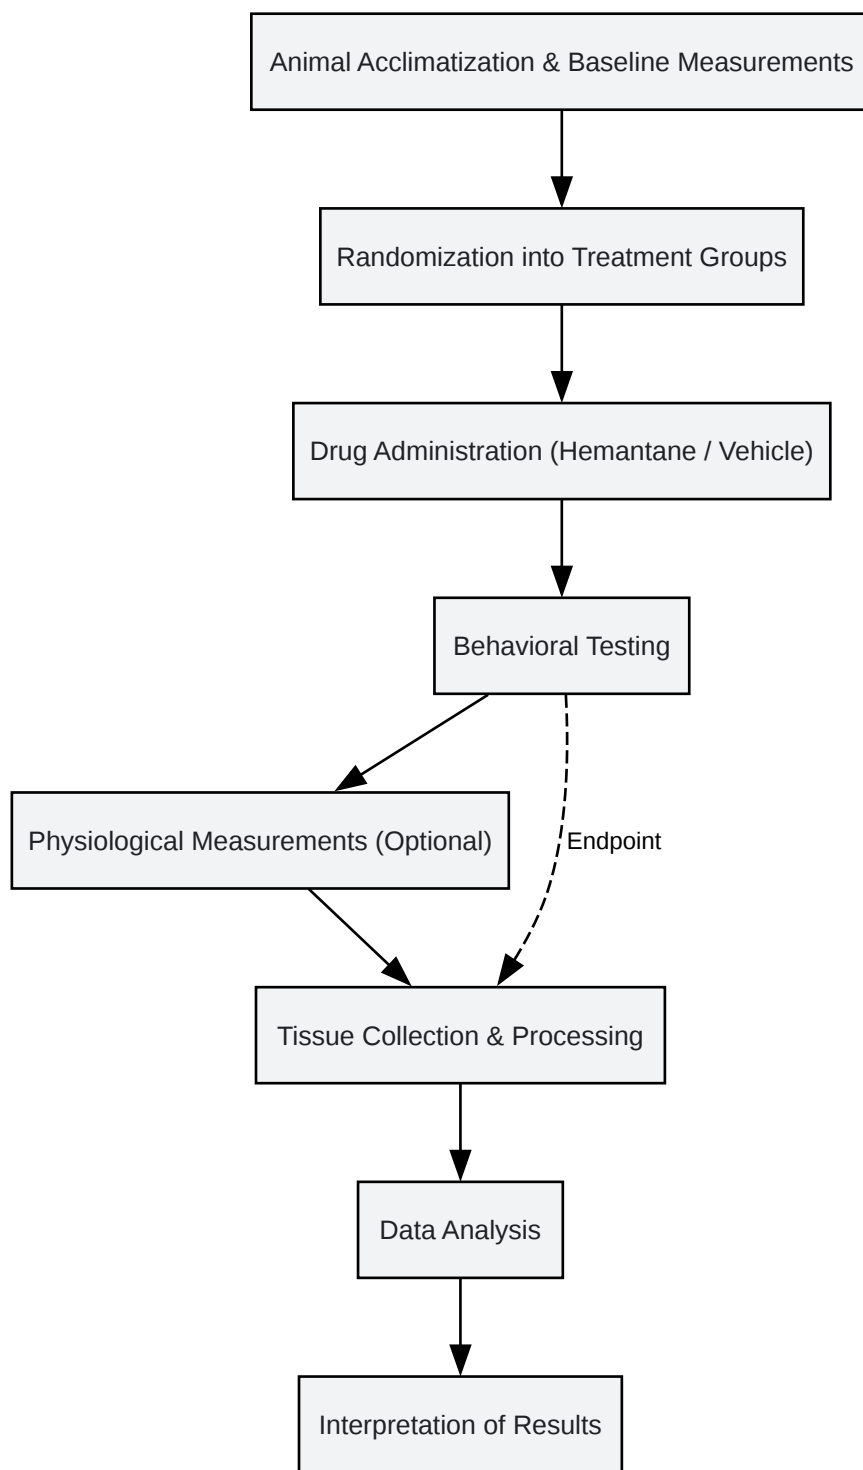 Animal Acclimatization & Baseline Measurements
Randomization into Treatment Groups
Drug Administration (Hemantane / Vehicle)
Behavioral Testing
Physiological Measurements (Optional)
Endpoint
Tissue Collection & Processing
Data Analysis
Interpretation of Results